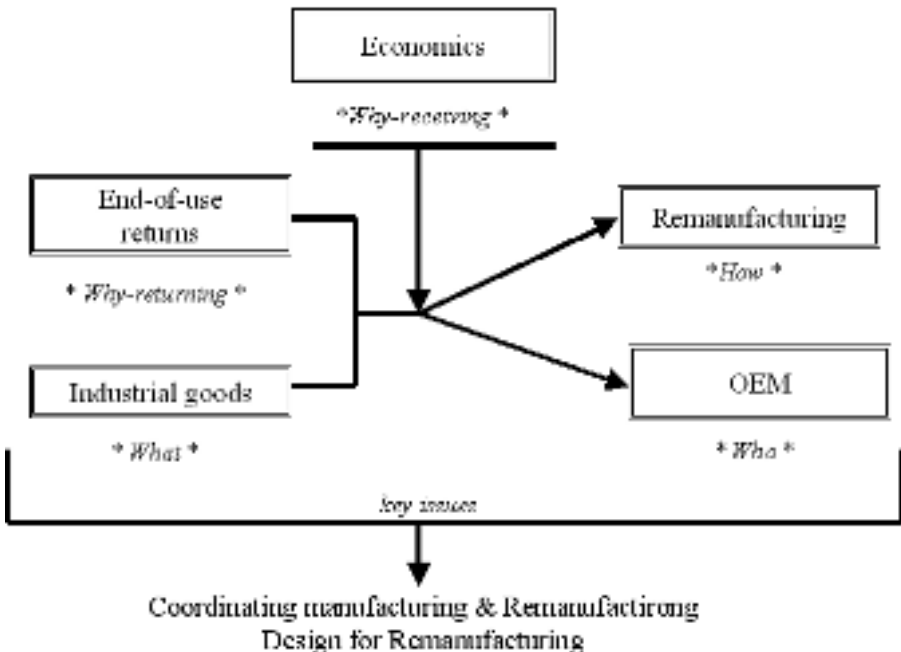 Economics
*Why-receiving *
End-of-use
returns
* Why-returning *
Remanufacturing
*How *
Industrial goods
* What *
OEM
* Who *
key issues
Coordinating manufacturing & Remanufactirong
Design for Remanufacturing